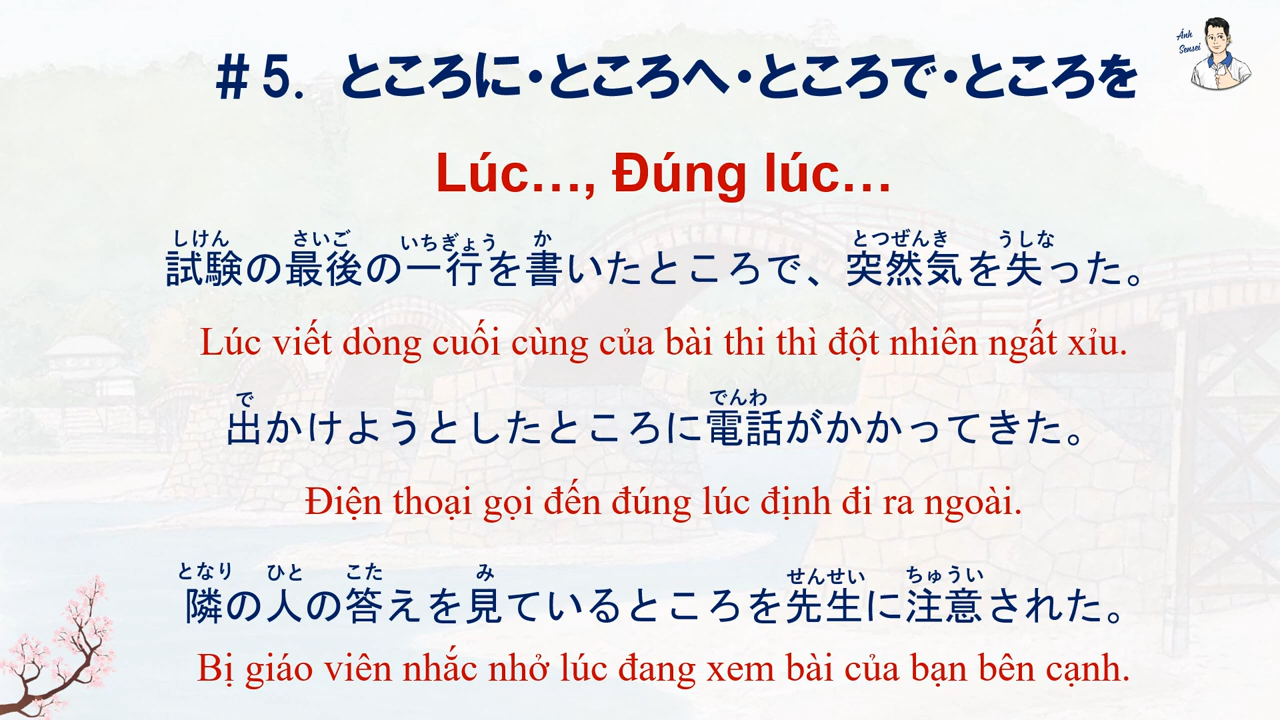 Ánh
Sensei
#5. ところに・ところへ・ところで・ところを
Lúc…, Đúng lúc…
しけん さいご いちぎょう か とつぜんき うしな
試験の最後の一行を書いたところで、突然気を失った。
Lúc viết dòng cuối cùng của bài thi thì đột nhiên ngất xỉu.
で でんわ
出かけようとしたところに電話がかかってきた。
Điện thoại gọi đến đúng lúc định đi ra ngoài.
となり ひと こた み せんせい ちゅうい
隣の人の答えを見ているところを先生に注意された。
Bị giáo viên nhắc nhở lúc đang xem bài của bạn bên cạnh.